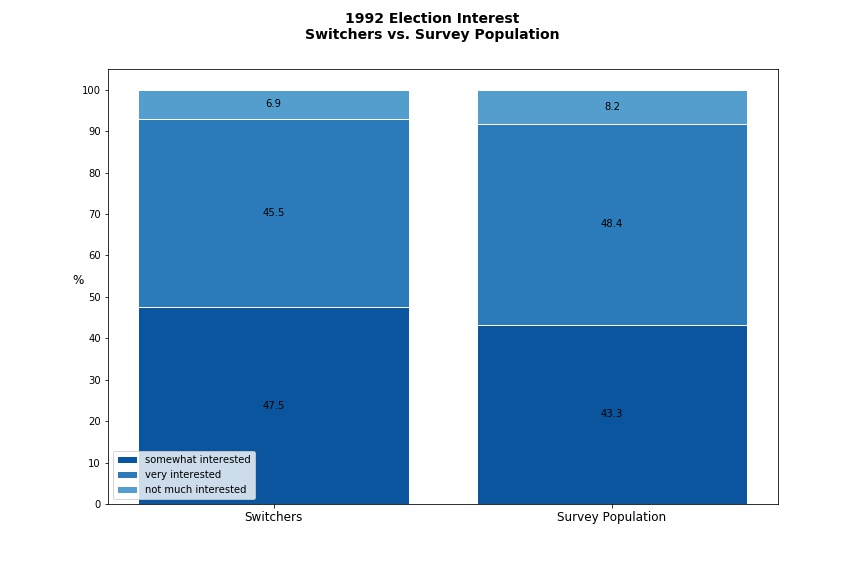 1992 Election Interest
Switchers vs. Survey Population
100
90
80
70
60
50
40
30
20
10
0
%
6.9
45.5
47.5
8.2
48.4
43.3
somewhat interested
very interested
not much interested
Switchers
Survey Population